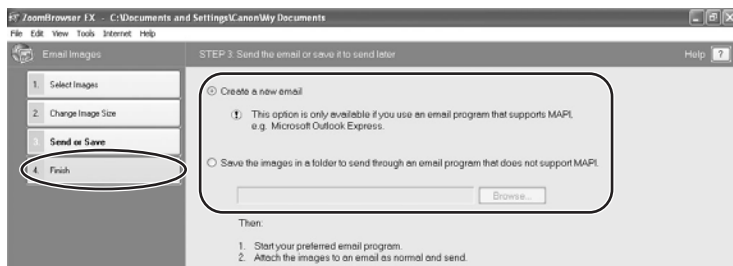 ZoomBrowser EX - C:\Documents and Settings\Canon\My Documents
File Edit View Tools Internet Help
Email Images
STEP 3: Send the email or save it to send later
Help ?
1. Select Images
2. Change Image Size
3. Send or Save
4. Finish
Create a new email
This option is only available if you use an email program that supports MAPI,
e.g. Microsoft Outlook Express.
Save the images in a folder to send through an email program that does not support MAPI.
Browse...
Then:
1. Start your preferred email program.
2. Attach the images to an email as normal and send.